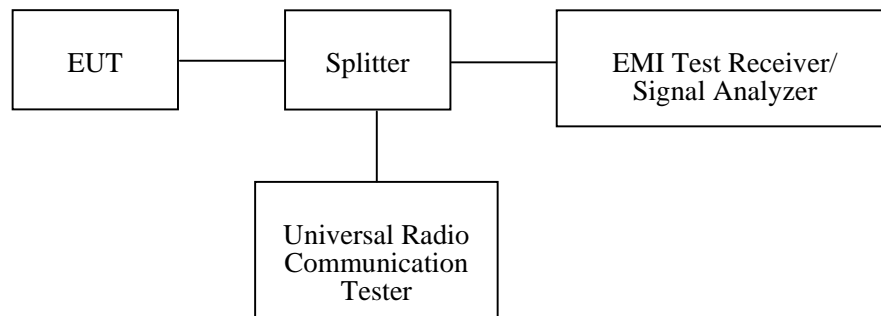 EUT
Splitter
EMI Test Receiver/
Signal Analyzer
Universal Radio
Communication
Tester